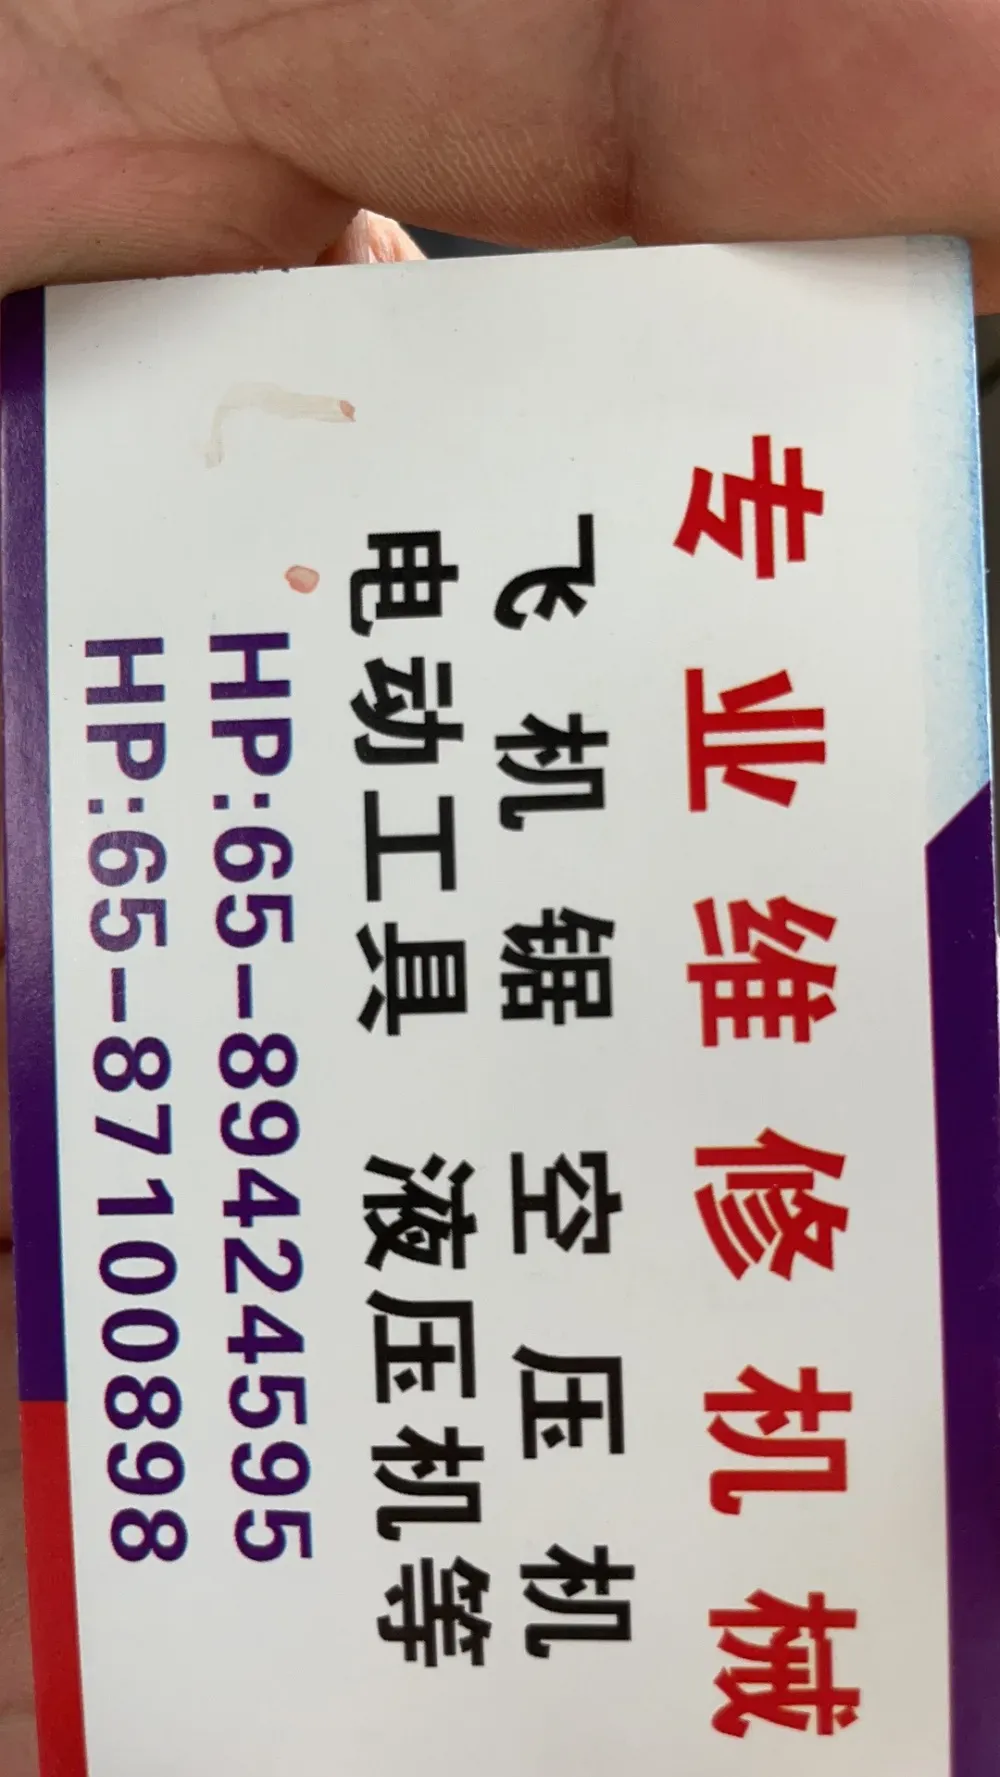 专业维修机械
飞机锯 空压机
电动工具 液压机等
HP:65-89424595
HP:65-87100898